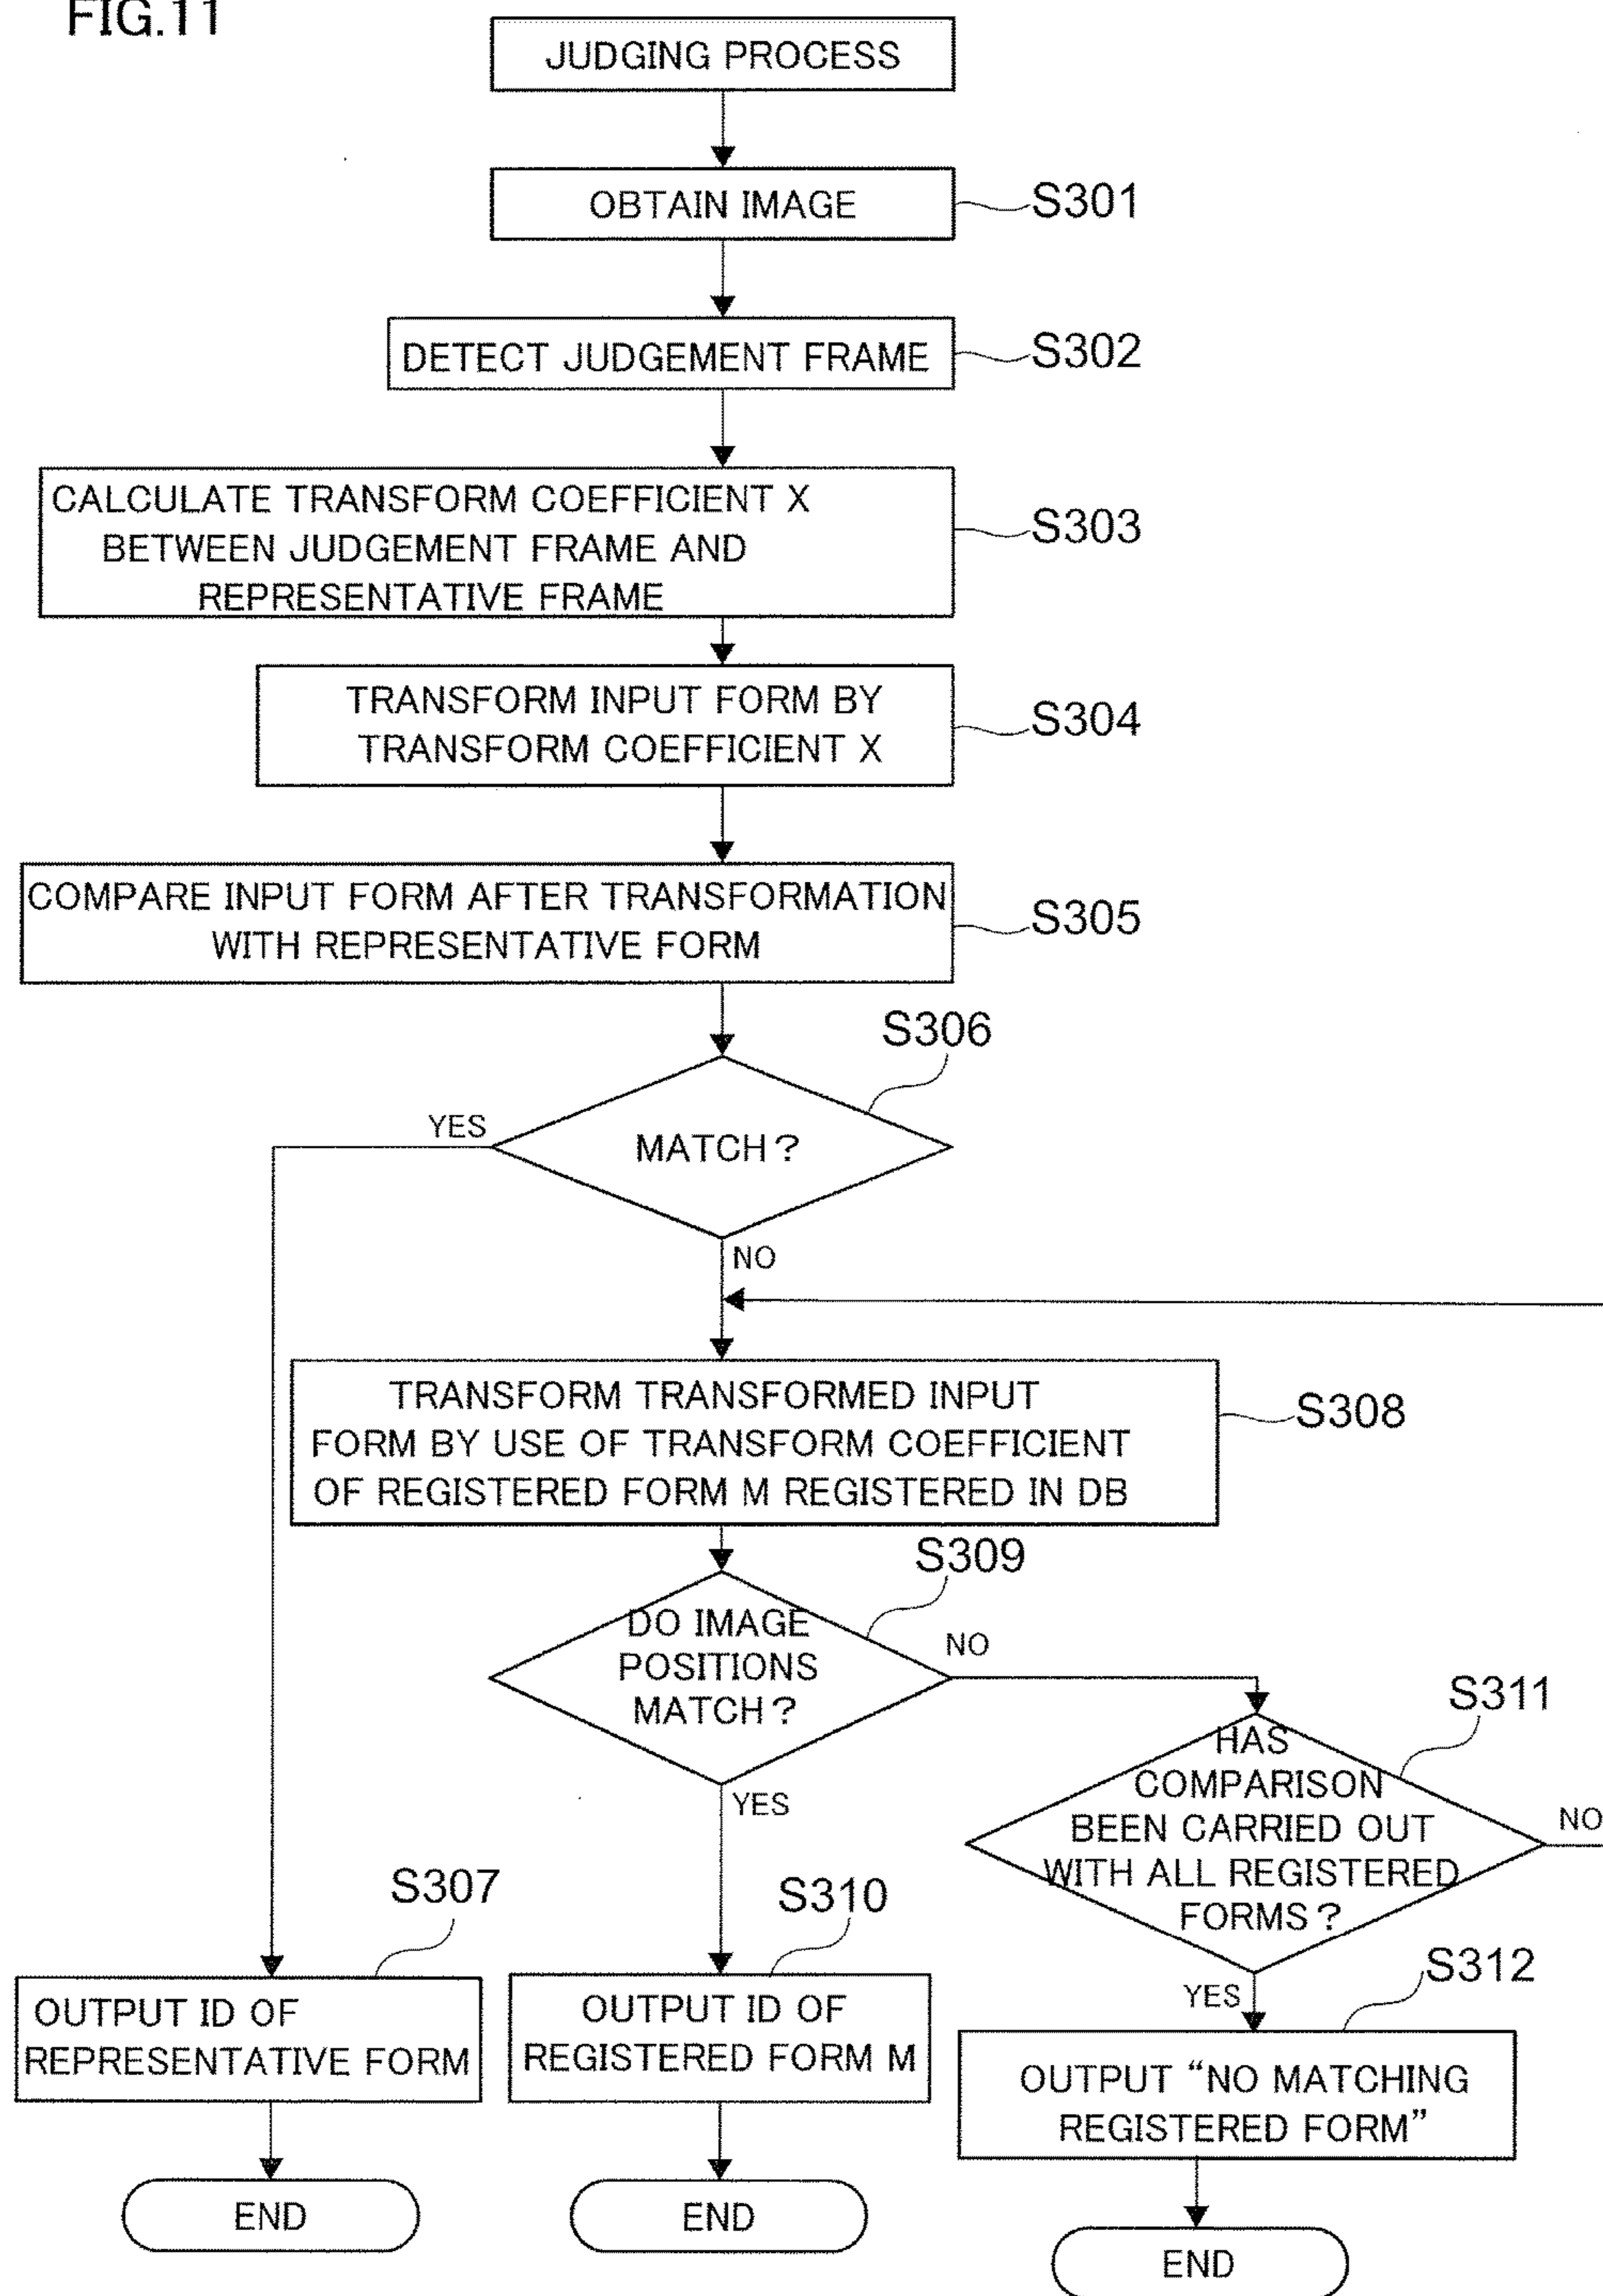 FIG.11
JUDGING PROCESS
OBTAIN IMAGE
S301
DETECT JUDGEMENT FRAME
S302
CALCULATE TRANSFORM COEFFICIENT X
BETWEEN JUDGEMENT FRAME AND
REPRESENTATIVE FRAME
S303
TRANSFORM INPUT FORM BY
TRANSFORM COEFFICIENT X
S304
COMPARE INPUT FORM AFTER TRANSFORMATION
WITH REPRESENTATIVE FORM
S305
S306
YES
MATCH?
NO
TRANSFORM TRANSFORMED INPUT
FORM BY USE OF TRANSFORM COEFFICIENT
OF REGISTERED FORM M REGISTERED IN DB
S308
S309
DO IMAGE
POSITIONS
MATCH?
NO
YES
S311
HAS
COMPARISON
BEEN CARRIED OUT
WITH ALL REGISTERED
FORMS?
NO
YES
S307
OUTPUT ID OF
REPRESENTATIVE FORM
END
S310
OUTPUT ID OF
REGISTERED FORM M
END
S312
OUTPUT “NO MATCHING
REGISTERED FORM”
END